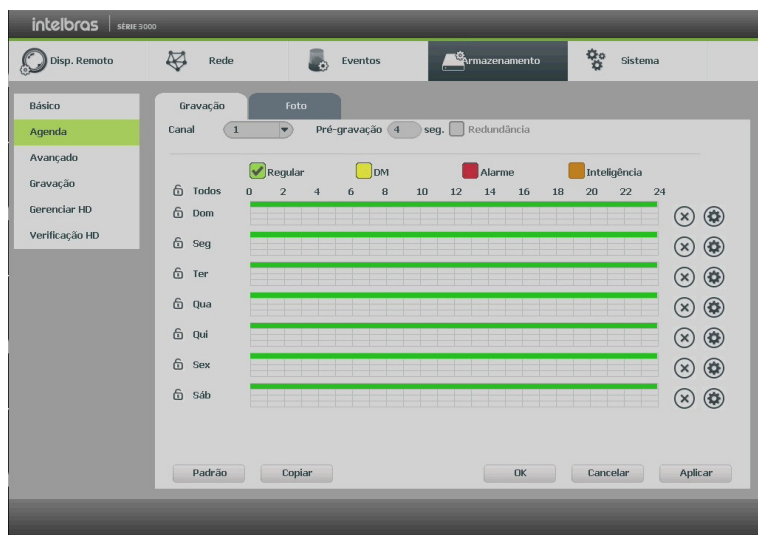 intelbras SÉRIE 3000
Disp. Remoto Rede Eventos Armazenamento Sistema
Básico
Agenda
Avançado
Gravação
Gerenciar HD
Verificação HD
Gravação Foto
Canal 1 Pré-gravação 4 seg. Redundância
Regular DM Alarme Inteligência
Todos 0 2 4 6 8 10 12 14 16 18 20 22 24
Dom
Seg
Ter
Qua
Qui
Sex
Sáb
Padrão Copiar OK Cancelar Aplicar